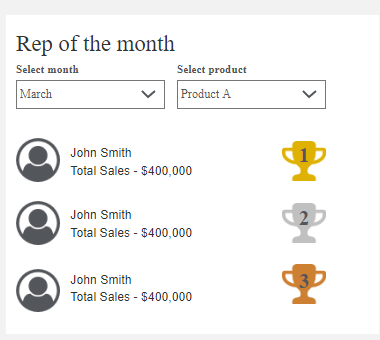 Rep of the month
Select month Select product
March Product A
John Smith
Total Sales - $400,000
1
John Smith
Total Sales - $400,000
2
John Smith
Total Sales - $400,000
3